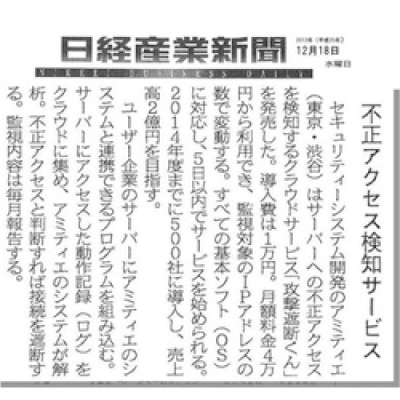 2013年(平成25年)
12月18日
水曜日
日経産業新聞
NIKKEI BUSINESS DAILY
不正アクセス検知サービス
セキュリティーシステム開発のアミティエ
(東京・渋谷)はサーバーへの不正アクセス
を検知するクラウドサービス「攻撃遮断くん」
を発売した。導入費は1万円。月額料金4万
円から利用でき、監視対象のIPアドレスの
数で変動する。すべての基本ソフト(OS)
に対応し、5日以内でサービスを始められる。
2014年度までに500社に導入し、売上
高2億円を目指す。
ユーザー企業のサーバーにアミティエのシ
ステムと連携できるプログラムを組み込む。
サーバーにアクセスした動作記録(ログ)を
クラウドに集め、アミティエのシステムが解
析。不正アクセスと判断すれば接続を遮断す
る。監視内容は毎月報告する。